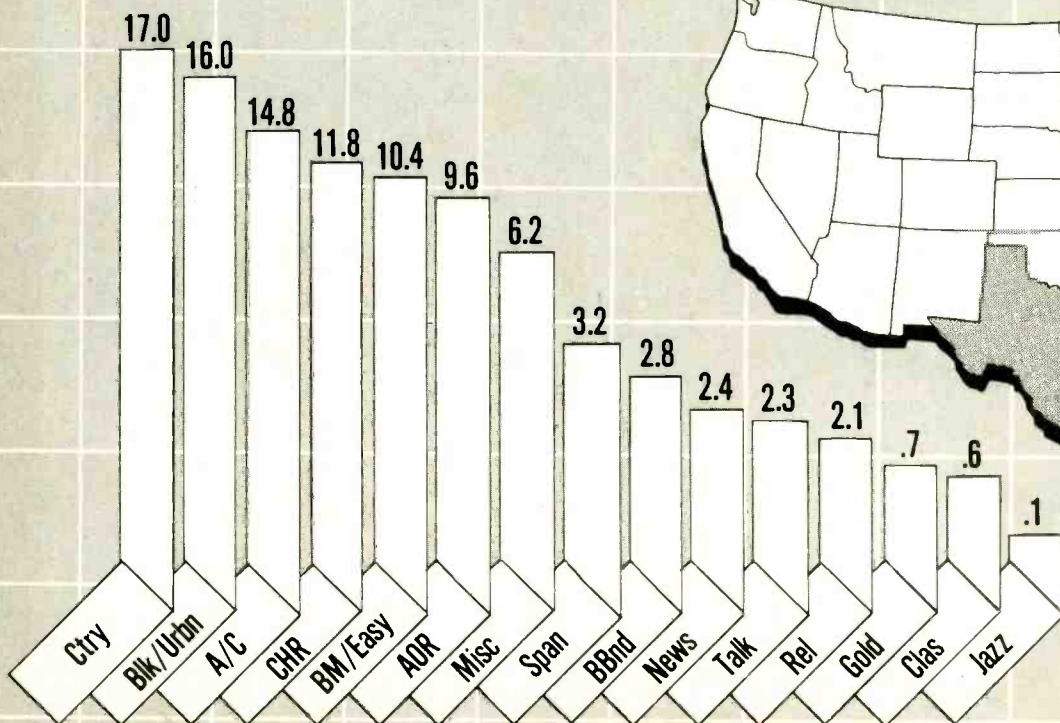 17.0
16.0
14.8
11.8
10.4
9.6
6.2
3.2
2.8
2.4
2.3
2.1
.7
.6
.1
Ctry
Blk/Urbn
A/C
CHR
BM/Easy
AOR
Misc
Span
BBnd
News
Talk
Rel
Gold
Clas
Jazz